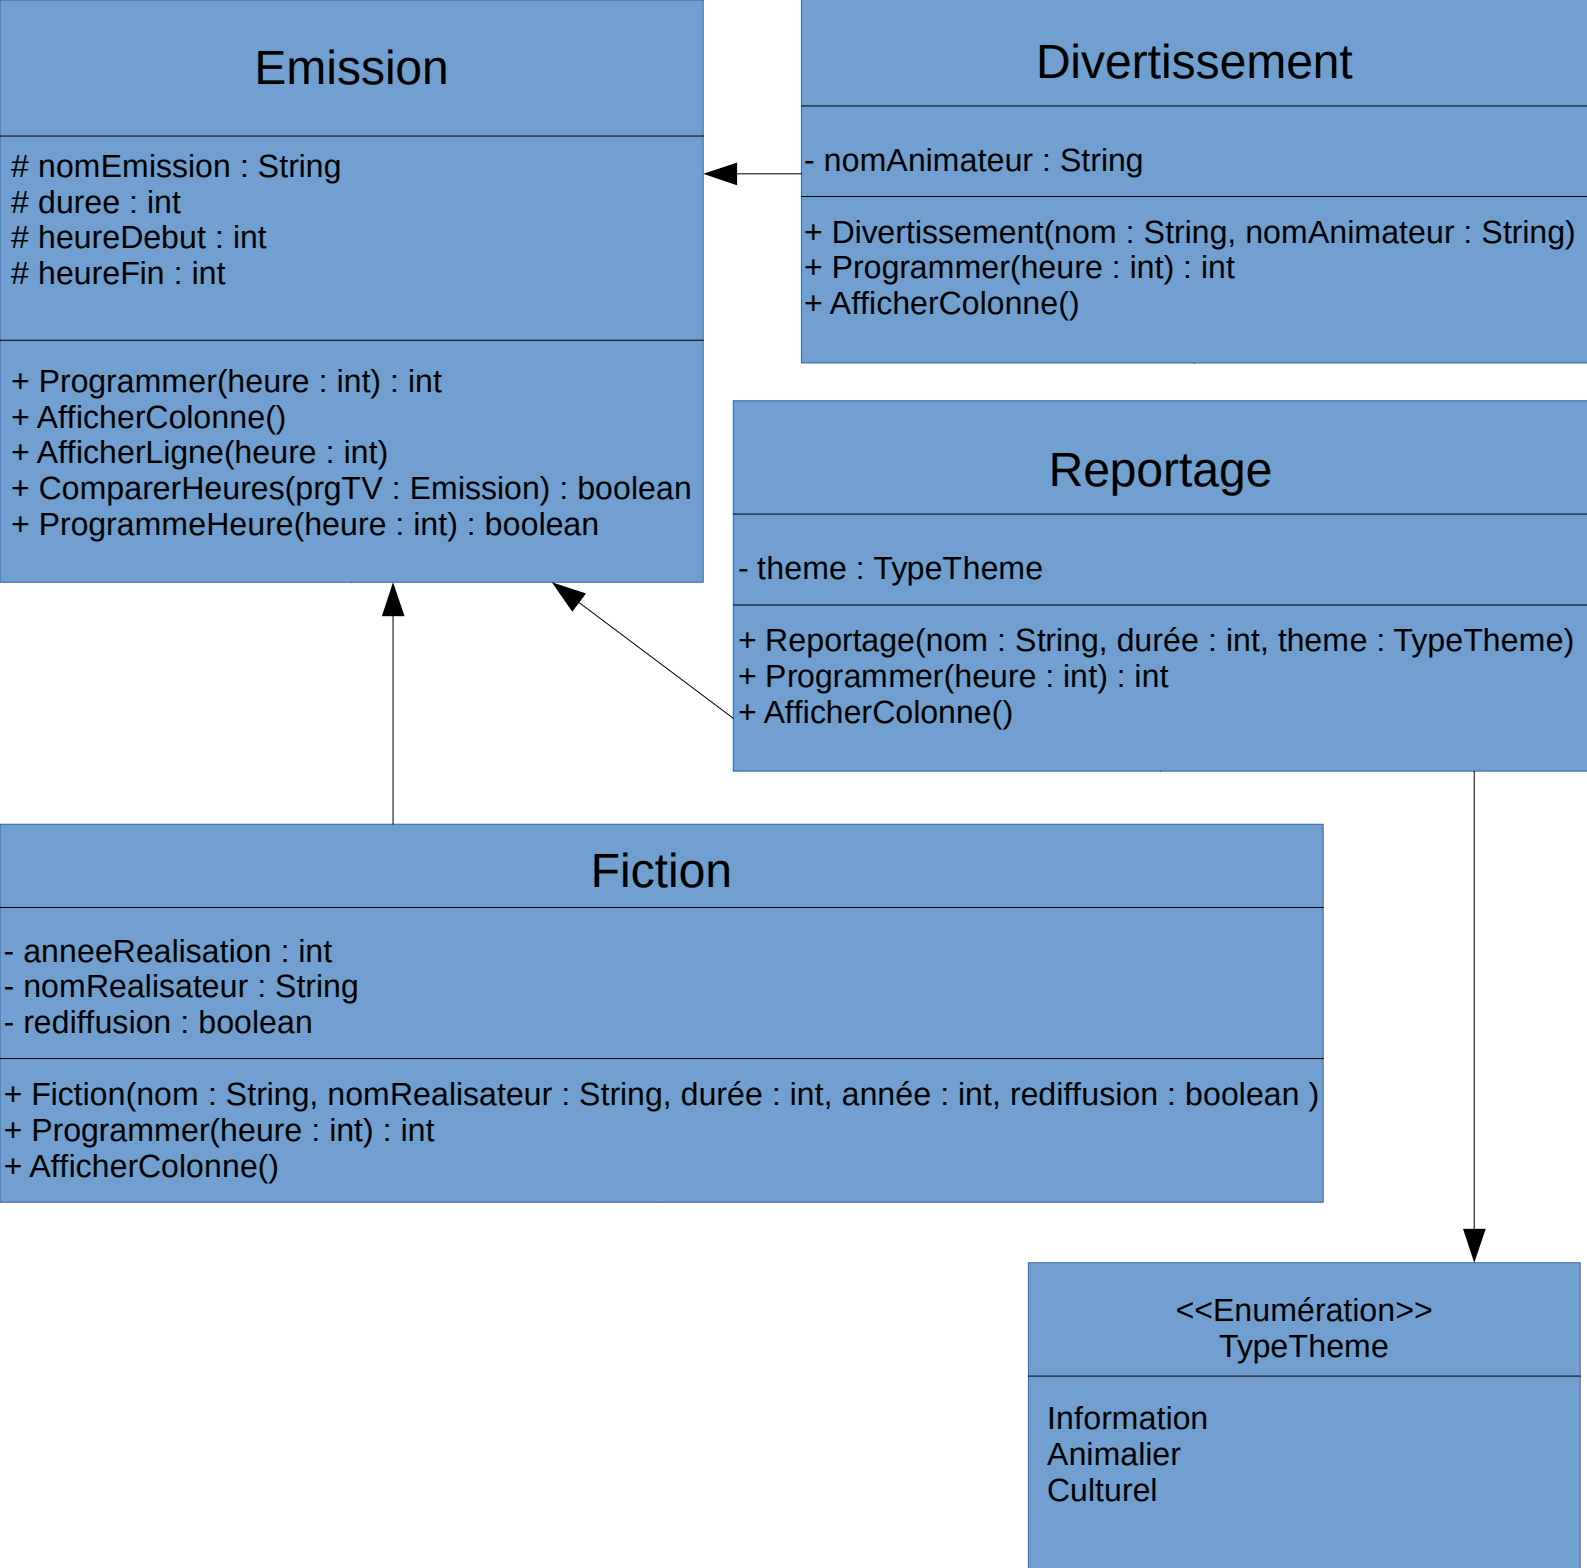 Emission
# nomEmission : String
# duree : int
# heureDebut : int
# heureFin : int
+ Programmer(heure : int) : int
+ AfficherColonne()
+ AfficherLigne(heure : int)
+ ComparerHeures(prgTV : Emission) : boolean
+ ProgrammeHeure(heure : int) : boolean
Divertissement
- nomAnimateur : String
+ Divertissement(nom : String, nomAnimateur : String)
+ Programmer(heure : int) : int
+ AfficherColonne()
Reportage
- theme : TypeTheme
+ Reportage(nom : String, durée : int, theme : TypeTheme)
+ Programmer(heure : int) : int
+ AfficherColonne()
Fiction
- anneeRealisation : int
- nomRealisateur : String
- rediffusion : boolean
+ Fiction(nom : String, nomRealisateur : String, durée : int, année : int, rediffusion : boolean )
+ Programmer(heure : int) : int
+ AfficherColonne()
<<Enumération>>
TypeTheme
Information
Animalier
Culturel